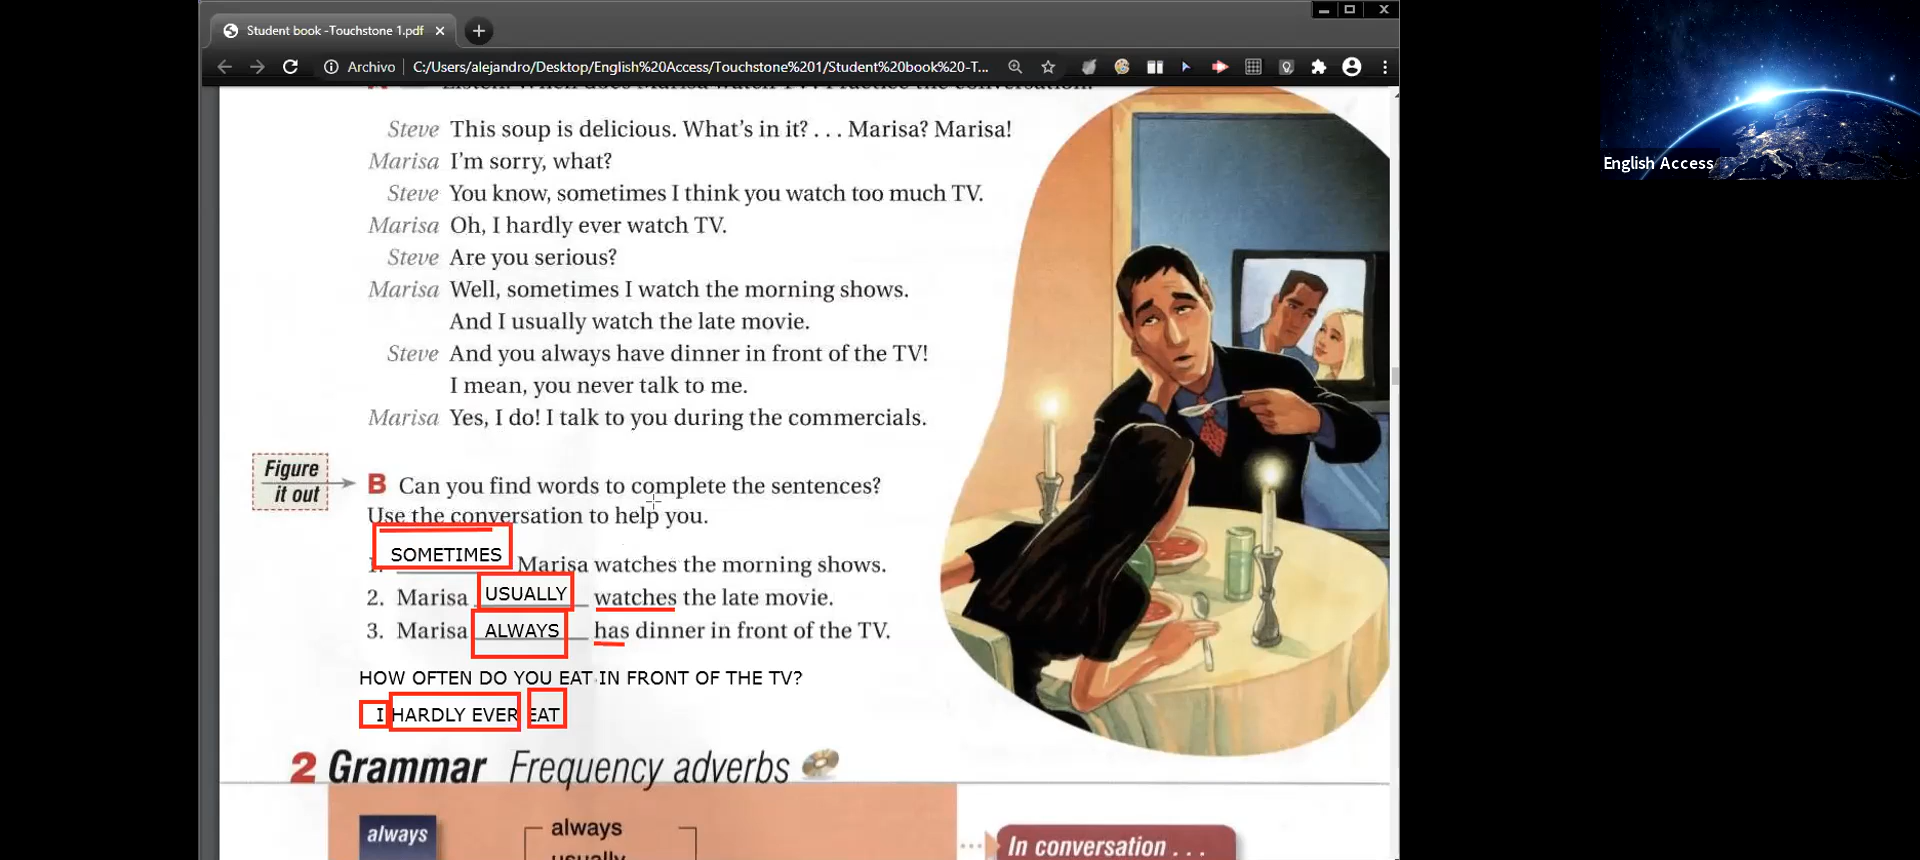 Student book -Touchstone 1.pdf
Archivo C:/Users/alejandro/Desktop/English%20Access/Touchstone%201/Student%20book%20-T...
English Access
Steve This soup is delicious. What's in it? . . . Marisa? Marisa!
Marisa I'm sorry, what?
Steve You know, sometimes I think you watch too much TV.
Marisa Oh, I hardly ever watch TV.
Steve Are you serious?
Marisa Well, sometimes I watch the morning shows.
And I usually watch the late movie.
Steve And you always have dinner in front of the TV!
I mean, you never talk to me.
Marisa Yes, I do! I talk to you during the commercials.
Figure
it out
B Can you find words to complete the sentences?
Use the conversation to help you.
1. SOMETIMES Marisa watches the morning shows.
2. Marisa USUALLY watches the late movie.
3. Marisa ALWAYS has dinner in front of the TV.
HOW OFTEN DO YOU EAT IN FRONT OF THE TV?
I HARDLY EVER EAT
2 Grammar Frequency adverbs
always
always
usually
In conversation . . .